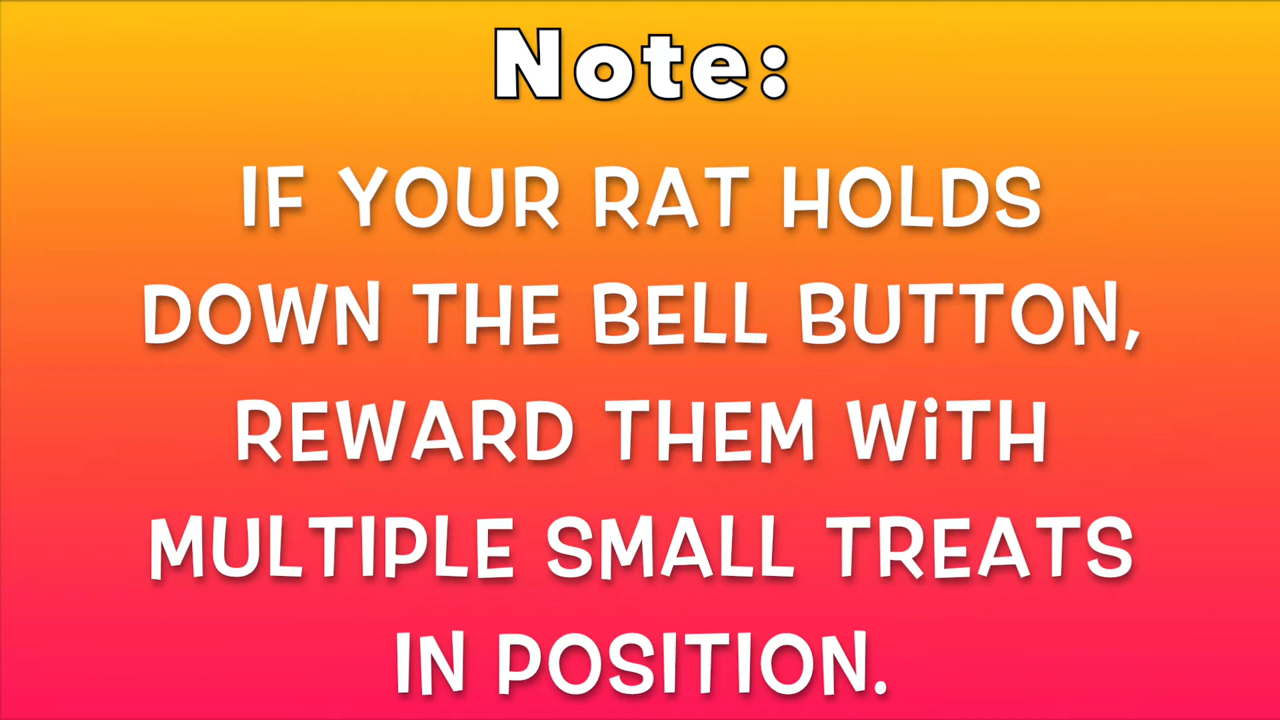 Note:
IF YOUR RAT HOLDS
DOWN THE BELL BUTTON,
REWARD THEM WiTH
MULTIPLE SMALL TREATS
IN POSITION.